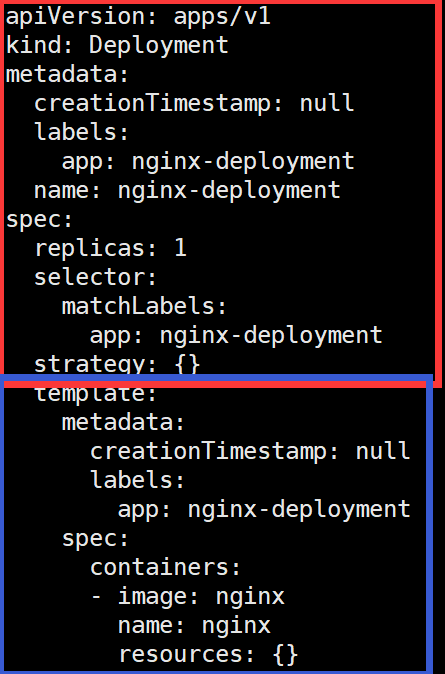 apiVersion: apps/v1
kind: Deployment
metadata:
  creationTimestamp: null
  labels:
    app: nginx-deployment
  name: nginx-deployment
spec:
  replicas: 1
  selector:
    matchLabels:
      app: nginx-deployment
  strategy: {}
  template:
    metadata:
      creationTimestamp: null
      labels:
        app: nginx-deployment
    spec:
      containers:
      - image: nginx
        name: nginx
        resources: {}